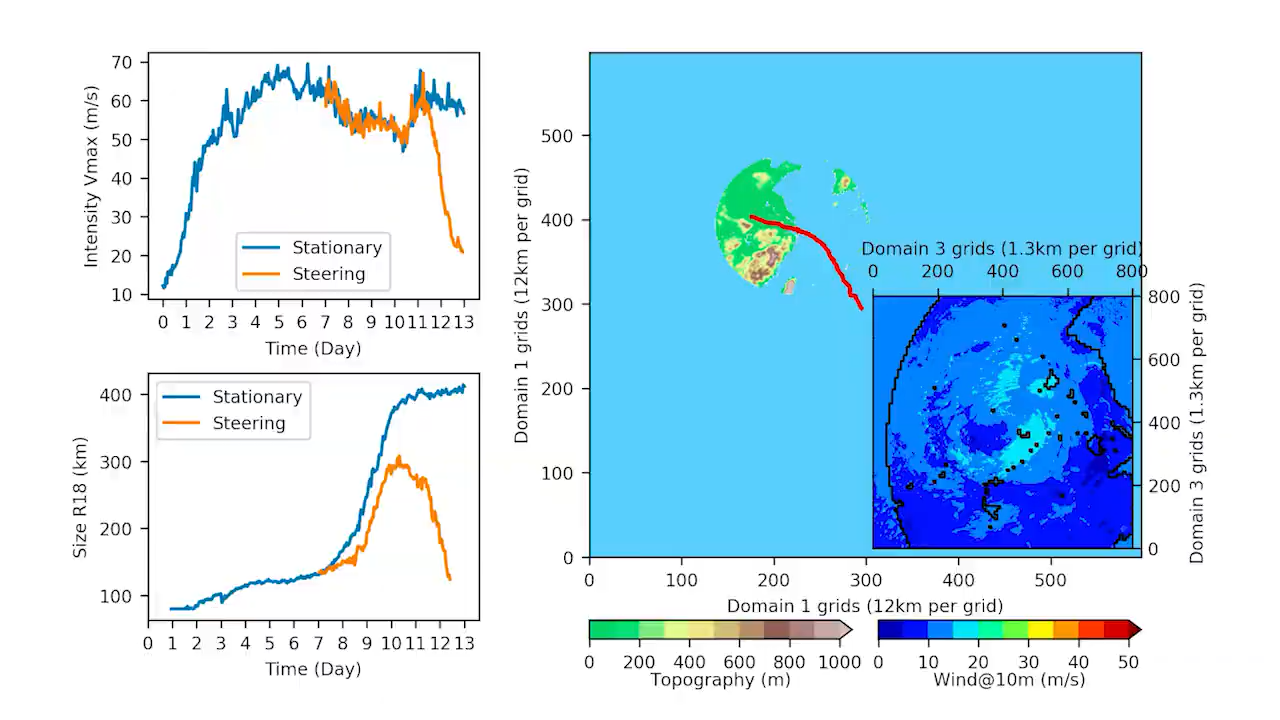 Intensity Vmax (m/s)
70
60
50
40
30
20
10
Stationary
Steering
0 1 2 3 4 5 6 7 8 9 10 11 12 13
Time (Day)
Size R18 (km)
400
300
200
100
Stationary
Steering
0 1 2 3 4 5 6 7 8 9 10 11 12 13
Time (Day)
Domain 1 grids (12km per grid)
500
400
300
200
100
0
0 100 200 300 400 500
Domain 1 grids (12km per grid)
Domain 3 grids (1.3km per grid)
0 200 400 600 800
800
600
400
200
0
Domain 3 grids (1.3km per grid)
0 200 400 600 800 1000
Topography (m)
0 10 20 30 40 50
Wind@10m (m/s)